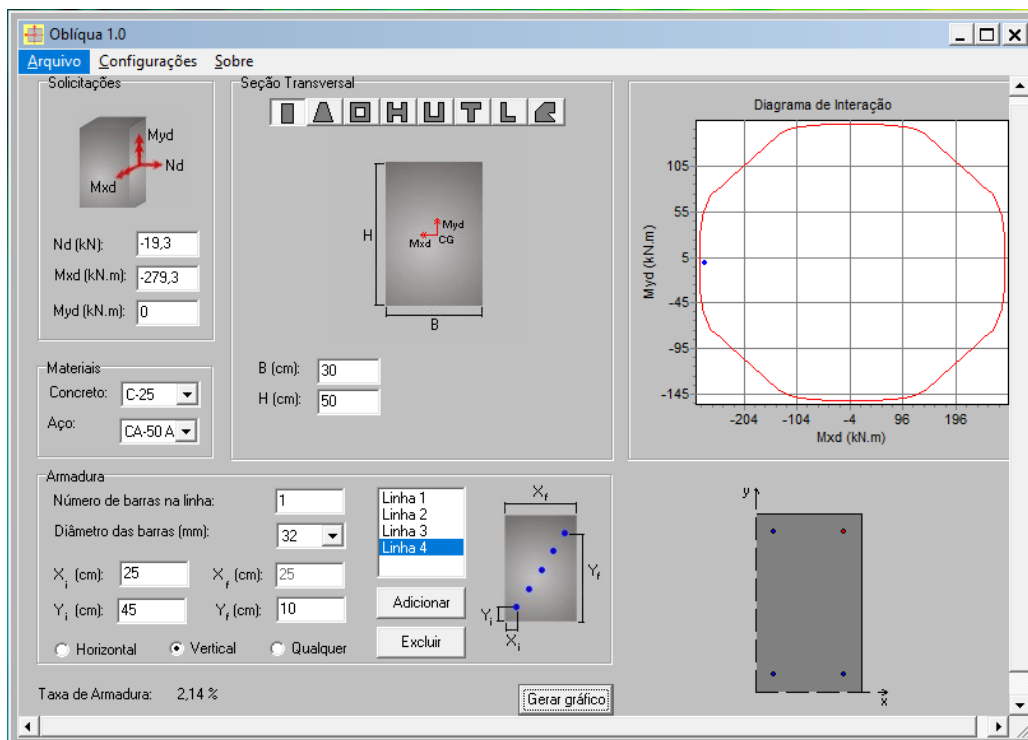 Oblíqua 1.0
Arquivo Configurações Sobre
Solicitações
Myd
Nd
Mxd
Nd (kN): -19,3
Mxd (kN.m): -279,3
Myd (kN.m): 0
Materiais
Concreto: C-25
Aço: CA-50 A
Seção Transversal
H
Myd
Mxd CG
B
B (cm): 30
H (cm): 50
Diagrama de Interação
Myd (kN.m)
105
55
5
-45
-95
-145
-204 -104 -4 96 196
Mxd (kN.m)
Armadura
Número de barras na linha: 1
Diâmetro das barras (mm): 32
Xi (cm): 25 Xf (cm): 25
Yi (cm): 45 Yf (cm): 10
Horizontal Vertical Qualquer
Linha 1
Linha 2
Linha 3
Linha 4
Adicionar
Excluir
Xf
Yf
Yi
Xi
Taxa de Armadura: 2,14 %
Gerar gráfico
y
x